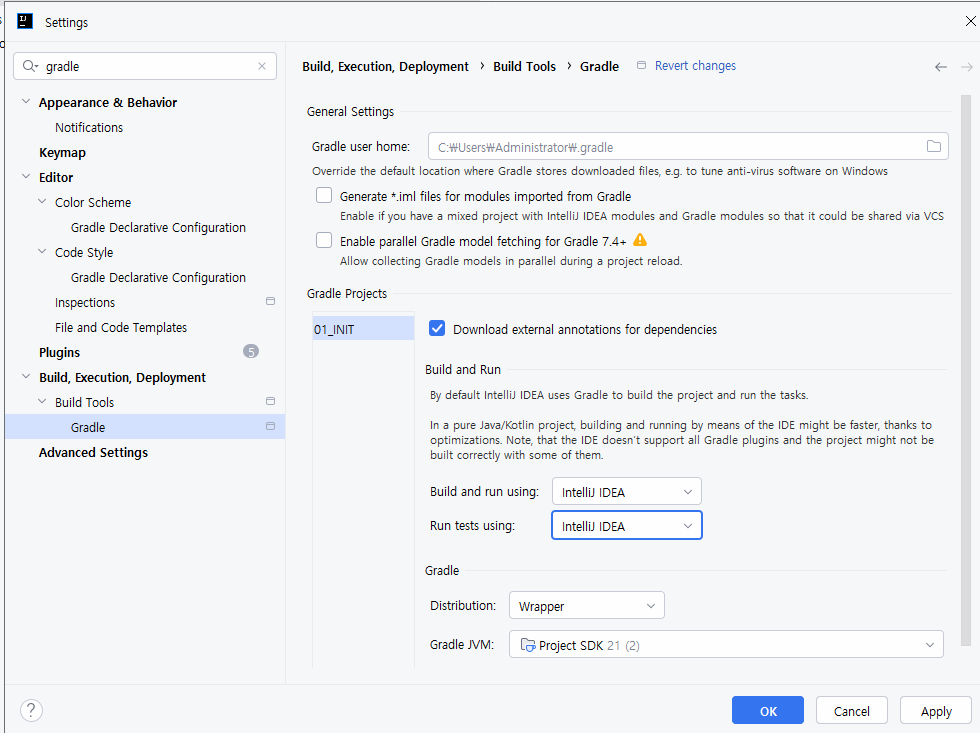 Settings
gradle
Appearance & Behavior
Notifications
Keymap
Editor
Color Scheme
Gradle Declarative Configuration
Code Style
Gradle Declarative Configuration
Inspections
File and Code Templates
Plugins 5
Build, Execution, Deployment
Build Tools
Gradle
Advanced Settings
Build, Execution, Deployment › Build Tools › Gradle Revert changes
General Settings
Gradle user home: C:₩Users₩Administrator₩.gradle
Override the default location where Gradle stores downloaded files, e.g. to tune anti-virus software on Windows
Generate *.iml files for modules imported from Gradle
Enable if you have a mixed project with IntelliJ IDEA modules and Gradle modules so that it could be shared via VCS
Enable parallel Gradle model fetching for Gradle 7.4+
Allow collecting Gradle models in parallel during a project reload.
Gradle Projects
01_INIT
Download external annotations for dependencies
Build and Run
By default IntelliJ IDEA uses Gradle to build the project and run the tasks.
In a pure Java/Kotlin project, building and running by means of the IDE might be faster, thanks to
optimizations. Note, that the IDE doesn't support all Gradle plugins and the project might not be
built correctly with some of them.
Build and run using: IntelliJ IDEA
Run tests using: IntelliJ IDEA
Gradle
Distribution: Wrapper
Gradle JVM: Project SDK 21 (2)
?
OK Cancel Apply